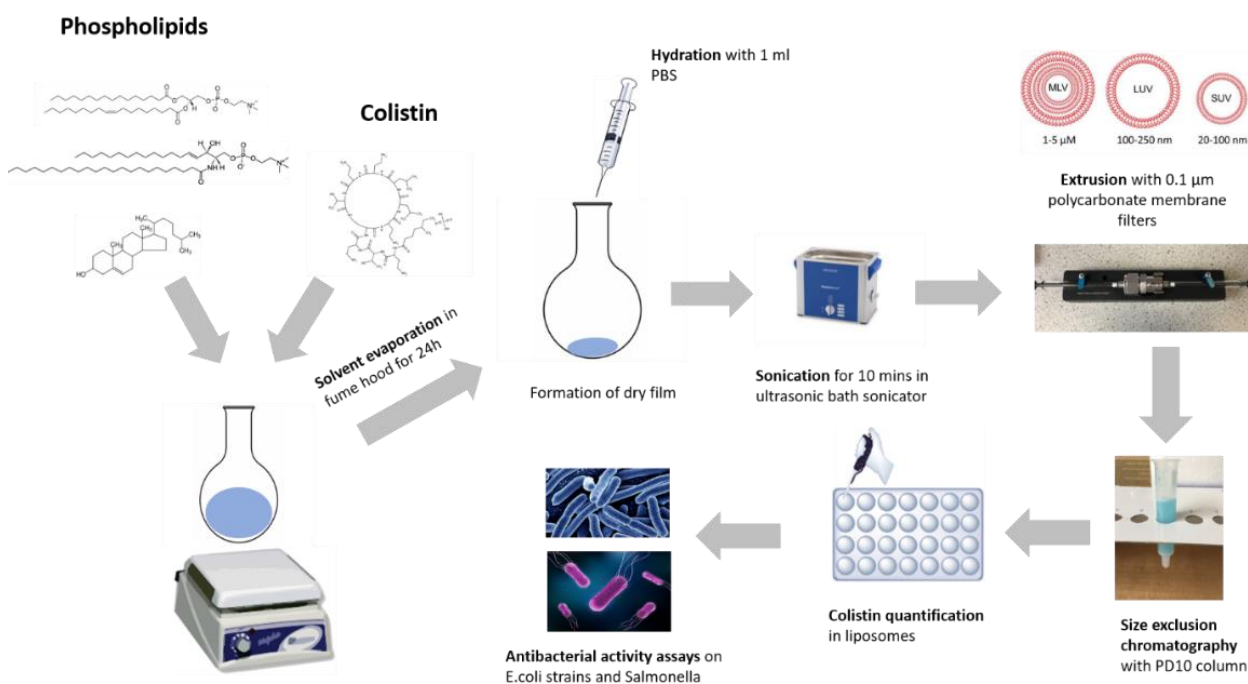 Phospholipids
Colistin
Solvent evaporation in
fume hood for 24h
Hydration with 1 ml
PBS
Formation of dry film
Sonication for 10 mins in
ultrasonic bath sonicator
MLV
LUV
SUV
1-5 µM
100-250 nm
20-100 nm
Extrusion with 0.1 µm
polycarbonate membrane
filters
Size exclusion
chromatography
with PD10 column
Colistin quantification
in liposomes
Antibacterial activity assays on
E.coli strains and Salmonella